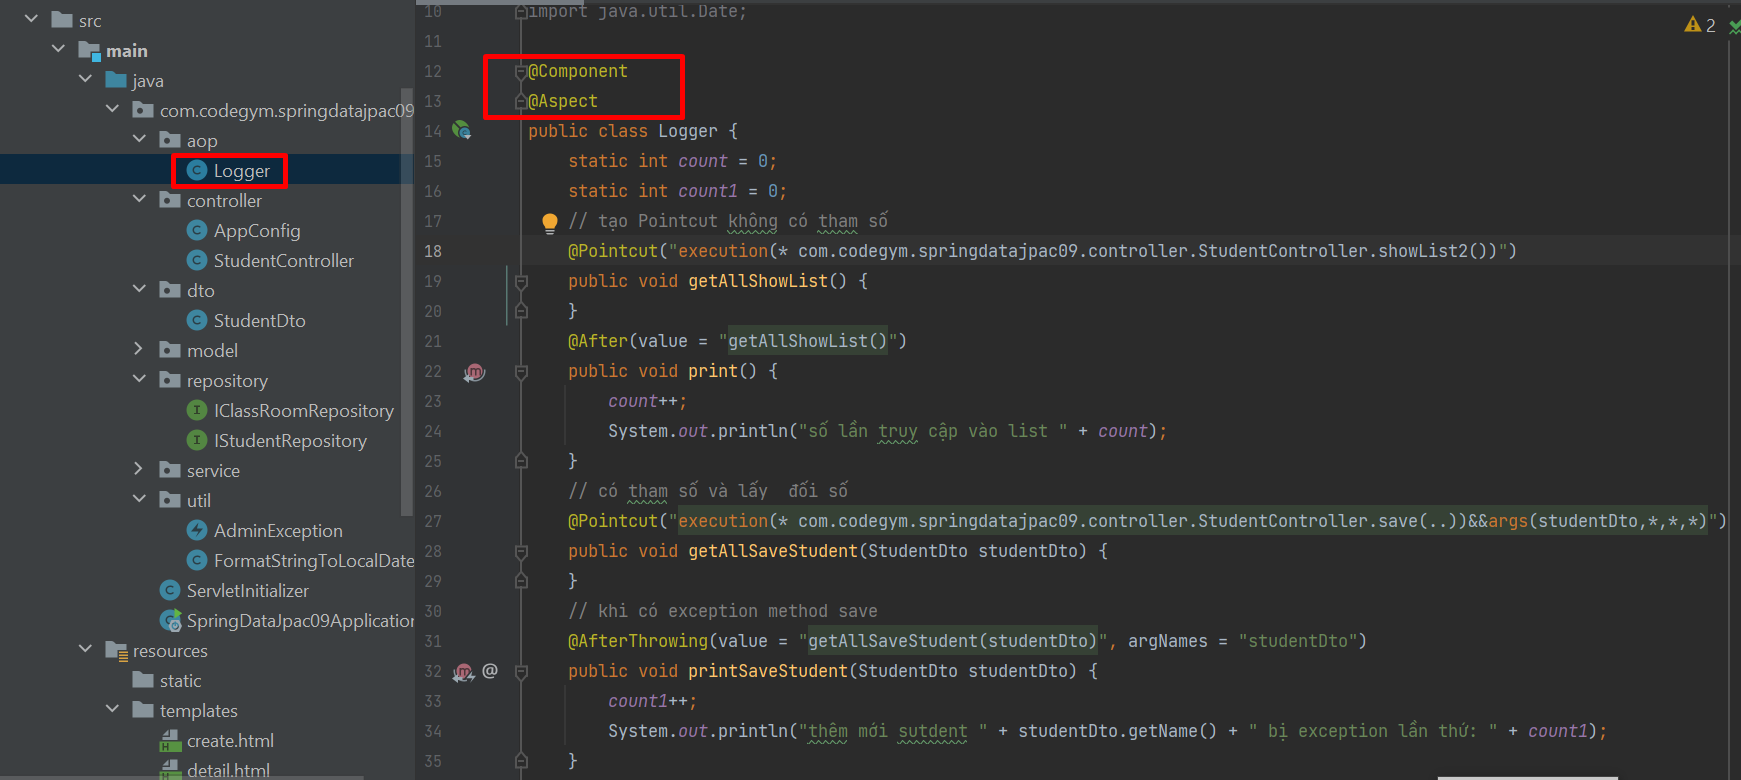 src
main
java
com.codegym.springdatajpac09
aop
Logger
controller
AppConfig
StudentController
dto
StudentDto
model
repository
IClassRoomRepository
IStudentRepository
service
util
AdminException
FormatStringToLocalDate
ServletInitializer
SpringDataJpac09Application
resources
static
templates
create.html
detail.html
10 import java.util.Date;
11
12 @Component
13 @Aspect
14 public class Logger {
15 static int count = 0;
16 static int count1 = 0;
17 // tạo Pointcut không có tham số
18 @Pointcut("execution(* com.codegym.springdatajpac09.controller.StudentController.showList2())")
19 public void getAllShowList() {
20 }
21 @After(value = "getAllShowList()")
22 public void print() {
23 count++;
24 System.out.println("số lần truy cập vào list " + count);
25 }
26 // có tham số và lấy  đối số
27 @Pointcut("execution(* com.codegym.springdatajpac09.controller.StudentController.save(..))&&args(studentDto,*,*,*)")
28 public void getAllSaveStudent(StudentDto studentDto) {
29 }
30 // khi có exception method save
31 @AfterThrowing(value = "getAllSaveStudent(studentDto)", argNames = "studentDto")
32 @ public void printSaveStudent(StudentDto studentDto) {
33 count1++;
34 System.out.println("thêm mới sutdent " + studentDto.getName() + " bị exception lần thứ: " + count1);
35 }
2